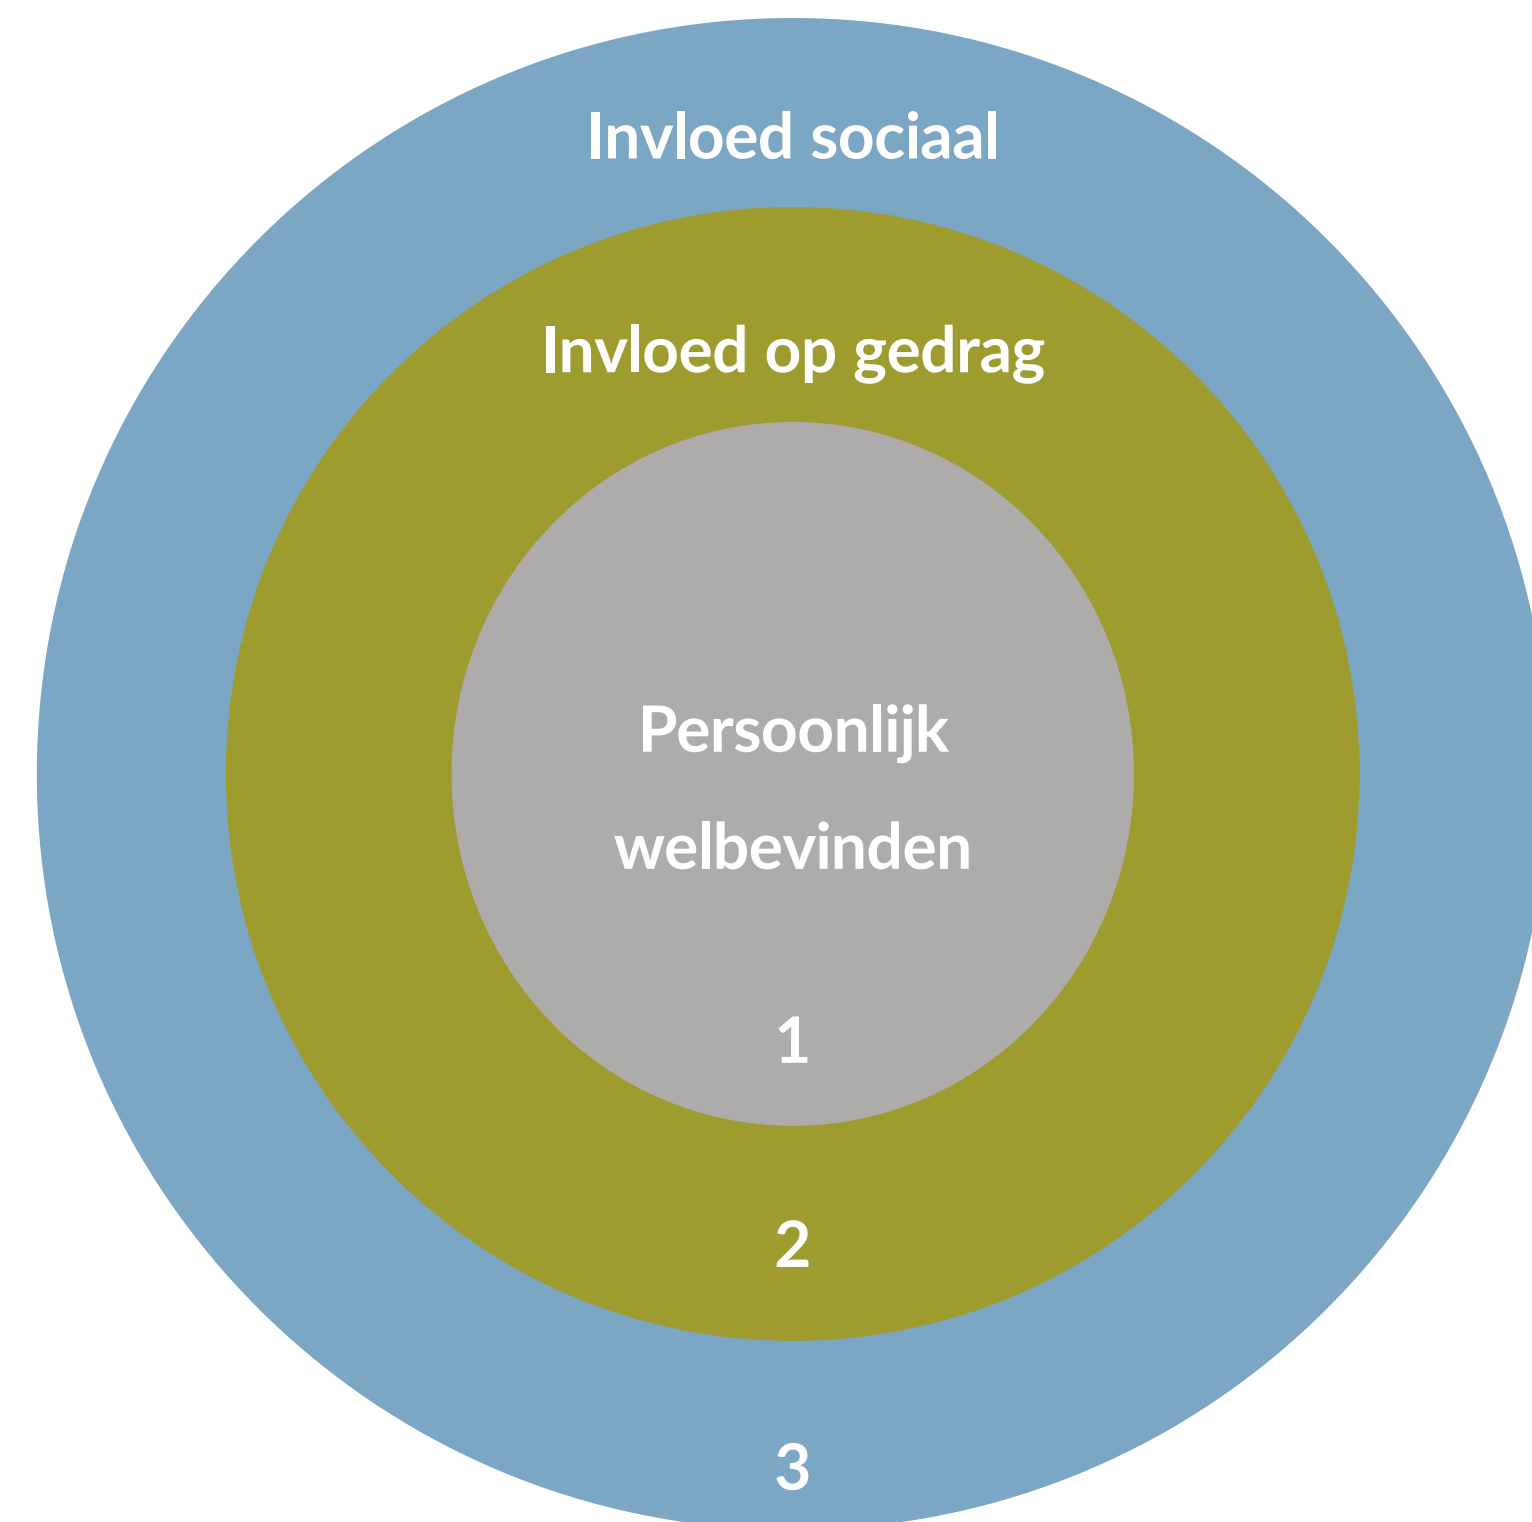 Invloed sociaal
Invloed op gedrag
Persoonlijk
welbevinden
1
2
3